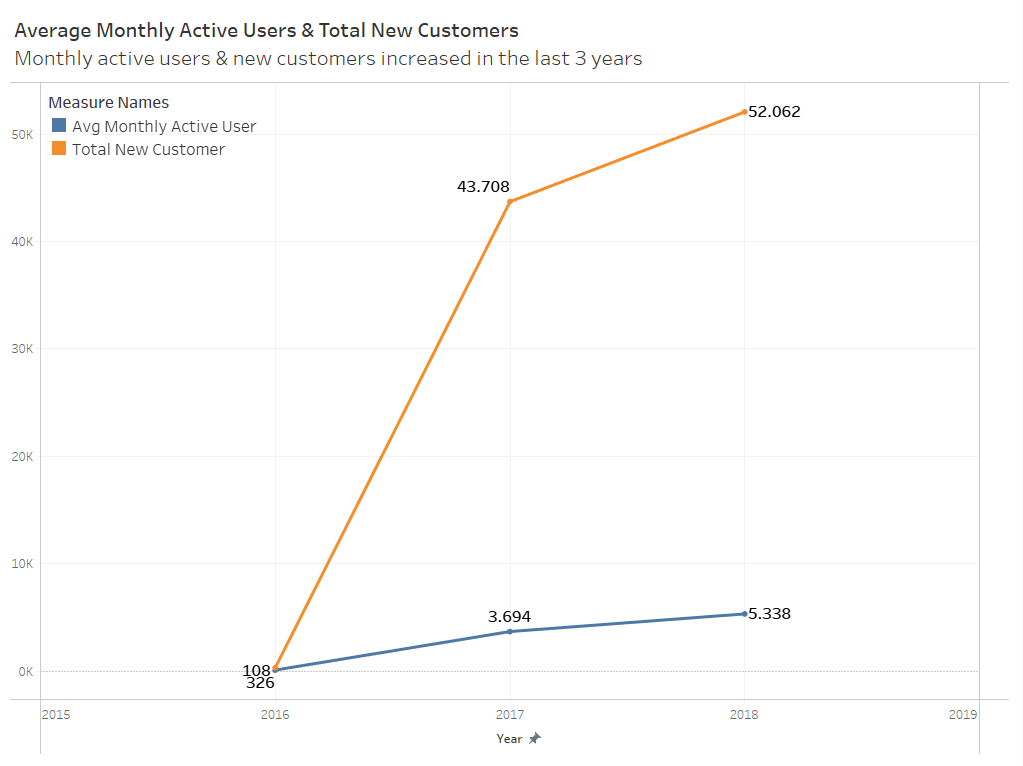 Average Monthly Active Users & Total New Customers
Monthly active users & new customers increased in the last 3 years
Measure Names
Avg Monthly Active User
Total New Customer
50K
40K
30K
20K
10K
0K
52.062
43.708
3.694
5.338
108
326
2015
2016
2017
2018
2019
Year